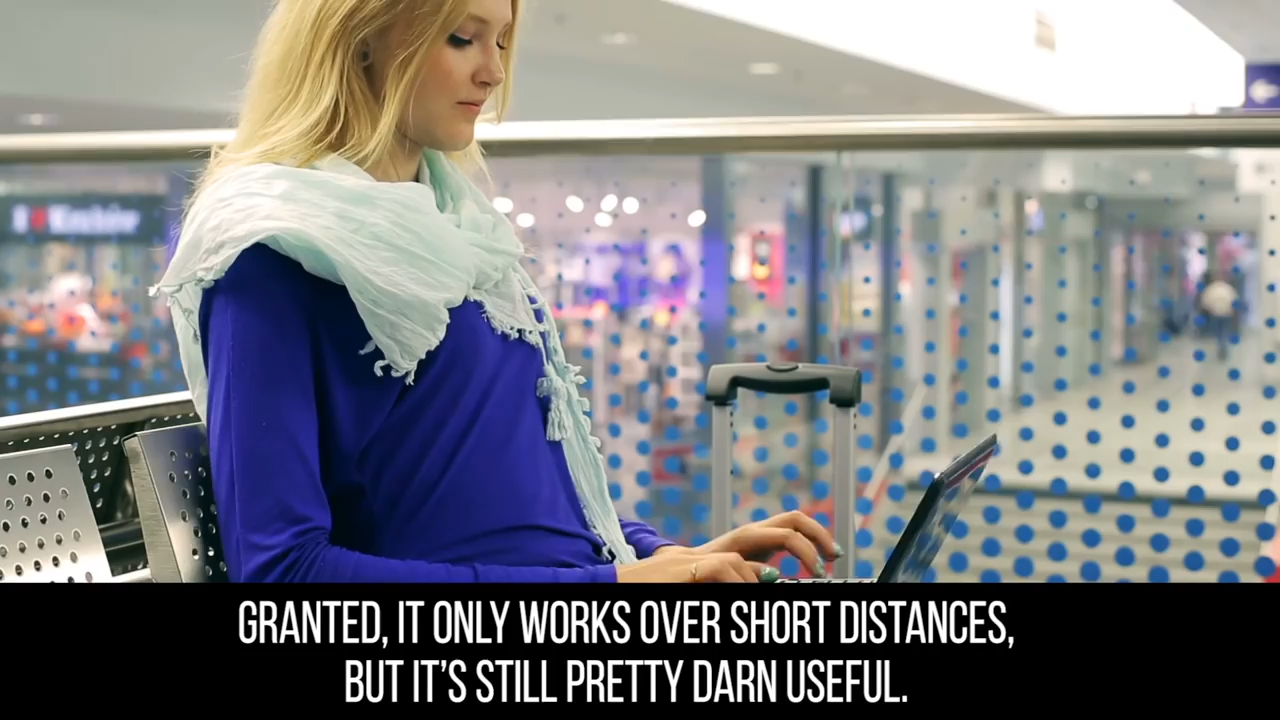 GRANTED, IT ONLY WORKS OVER SHORT DISTANCES,
BUT IT'S STILL PRETTY DARN USEFUL.